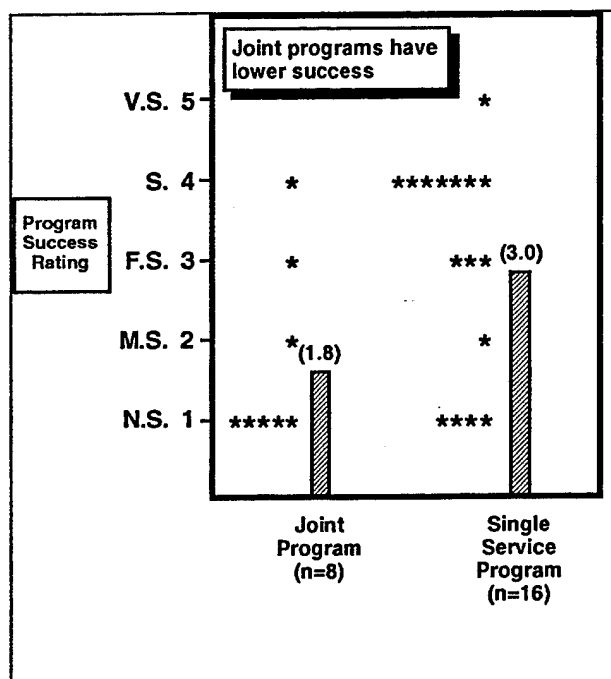 Joint programs have
lower success
V.S. 5 *
S. 4 * *******
Program
Success
Rating
F.S. 3 * *** (3.0)
M.S. 2 * (1.8) *
N.S. 1 ***** ****
Joint
Program
(n=8)
Single
Service
Program
(n=16)